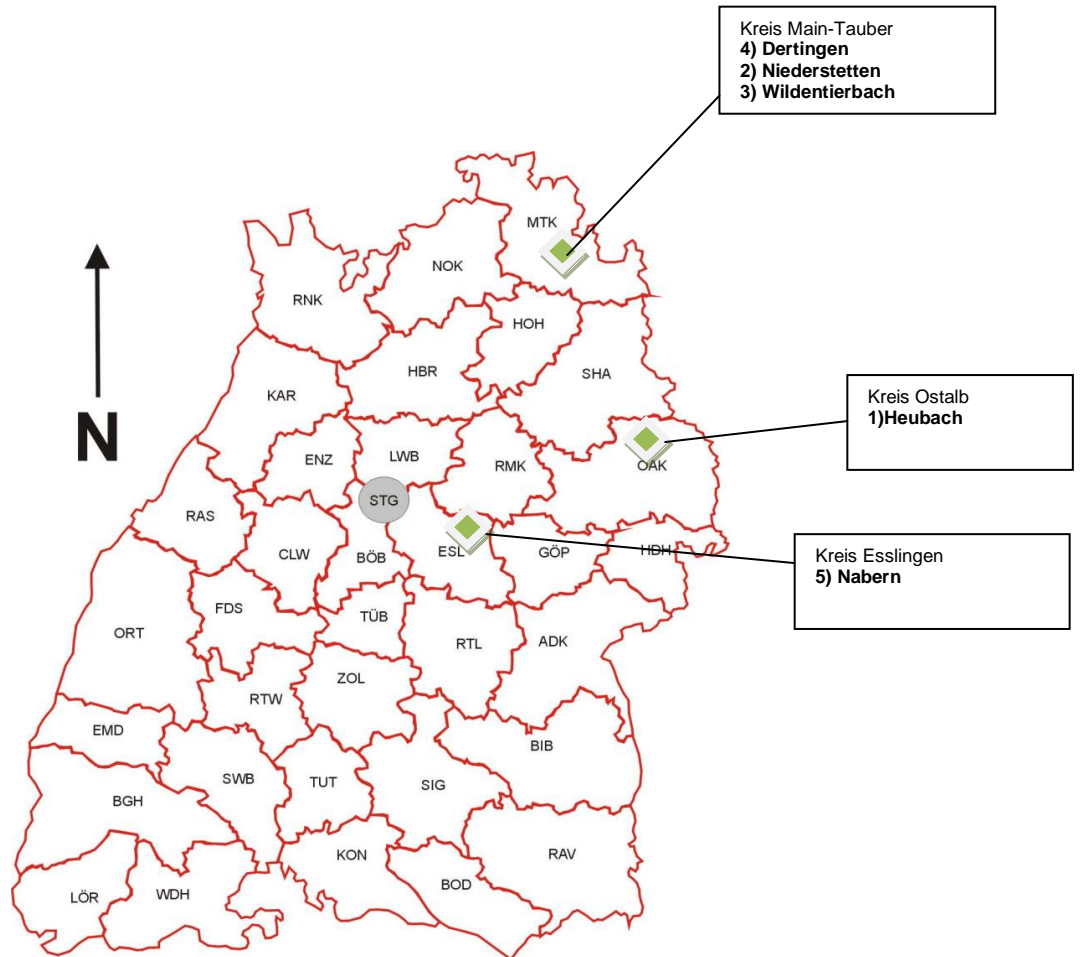 Kreis Main-Tauber
4) Dertingen
2) Niederstetten
3) Wildentierbach
MTK
NOK
RNK
HOH
HBR
SHA
KAR
Kreis Ostalb
1)Heubach
N
ENZ
LWB
RMK
OAK
STG
RAS
CLW
BÖB
ESL
GÖP
HDH
Kreis Esslingen
5) Nabern
FDS
TÜB
ORT
RTL
ADK
ZOL
RTW
EMD
BIB
SWB
TUT
SIG
BGH
KON
RAV
BOD
LÖR
WDH